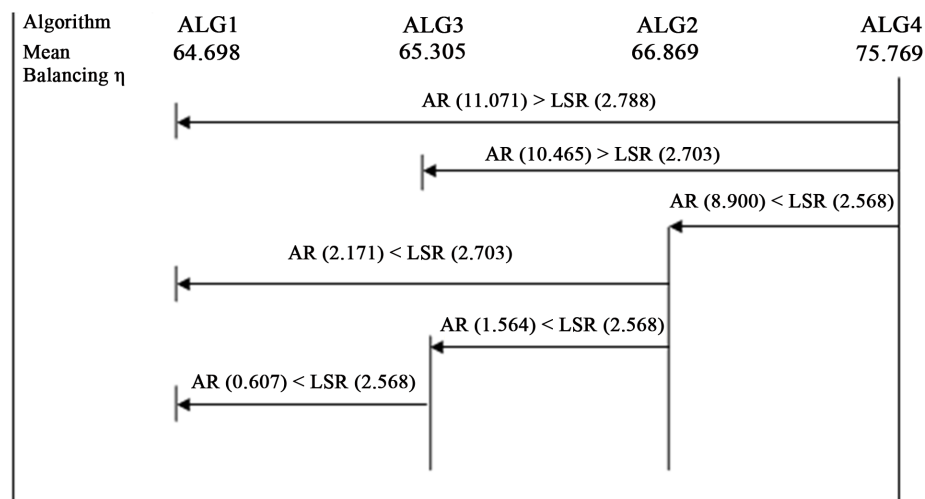 Algorithm ALG1 ALG3 ALG2 ALG4
Mean 64.698 65.305 66.869 75.769
Balancing η
AR (11.071) > LSR (2.788)
AR (10.465) > LSR (2.703)
AR (8.900) < LSR (2.568)
AR (2.171) < LSR (2.703)
AR (1.564) < LSR (2.568)
AR (0.607) < LSR (2.568)